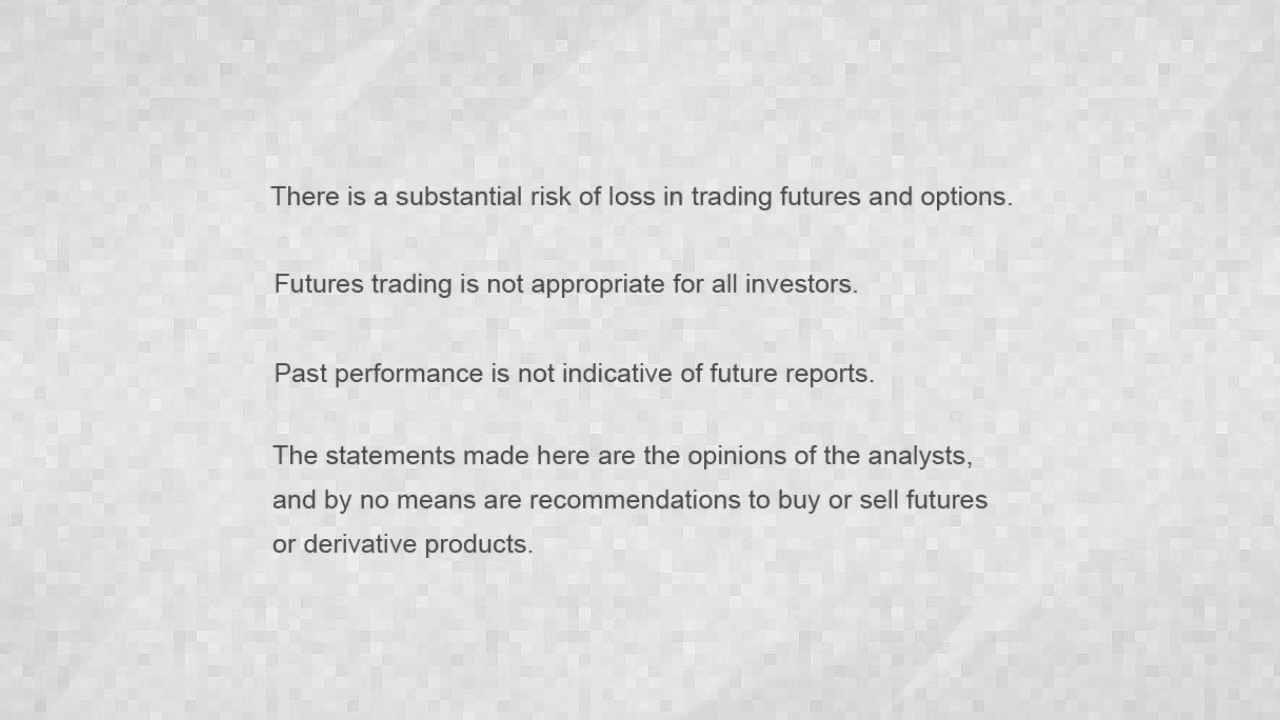 There is a substantial risk of loss in trading futures and options.
Futures trading is not appropriate for all investors.
Past performance is not indicative of future reports.
The statements made here are the opinions of the analysts,
and by no means are recommendations to buy or sell futures
or derivative products.